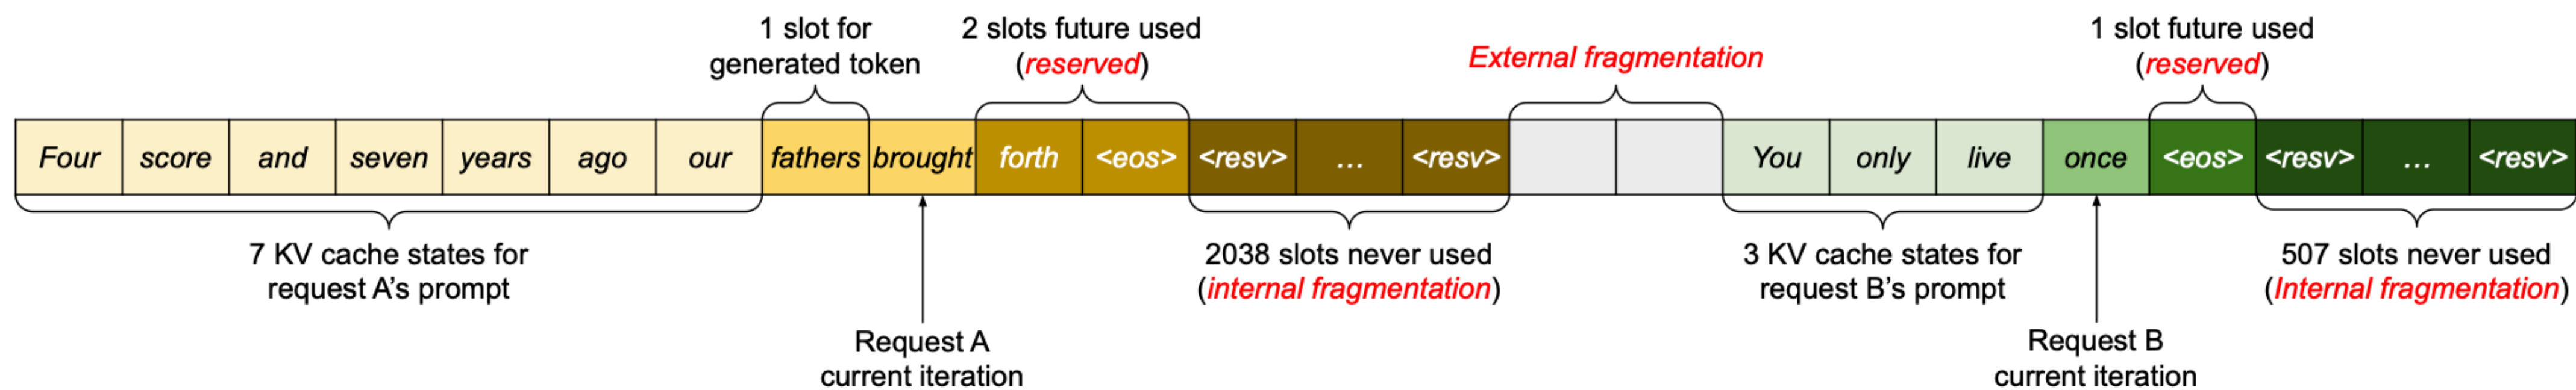 1 slot for
generated token
2 slots future used
(reserved)
External fragmentation
1 slot future used
(reserved)
Four score and seven years ago our fathers brought forth <eos> <resv> ... <resv> You only live once <eos> <resv> ... <resv>
7 KV cache states for
request A's prompt
2038 slots never used
(internal fragmentation)
3 KV cache states for
request B's prompt
507 slots never used
(Internal fragmentation)
Request A
current iteration
Request B
current iteration